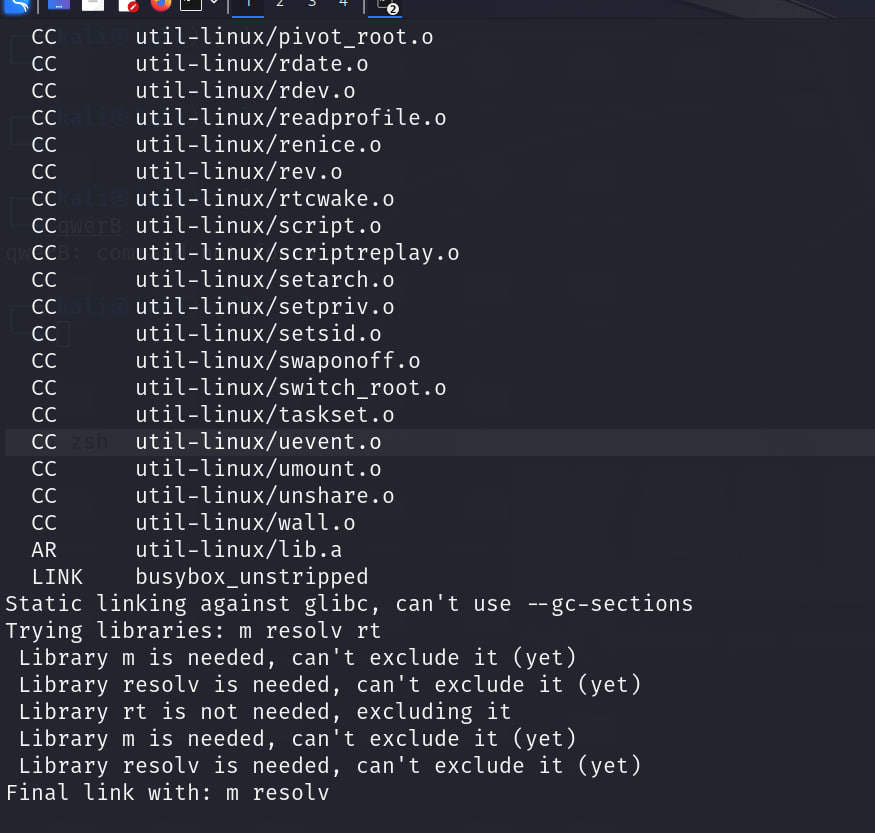 1 2 3 4 2
CC util-linux/pivot_root.o
CC util-linux/rdate.o
CC util-linux/rdev.o
CC util-linux/readprofile.o
CC util-linux/renice.o
CC util-linux/rev.o
CC util-linux/rtcwake.o
CC util-linux/script.o
CC util-linux/scriptreplay.o
CC util-linux/setarch.o
CC util-linux/setpriv.o
CC util-linux/setsid.o
CC util-linux/swaponoff.o
CC util-linux/switch_root.o
CC util-linux/taskset.o
CC zsh util-linux/uevent.o
CC util-linux/umount.o
CC util-linux/unshare.o
CC util-linux/wall.o
AR util-linux/lib.a
LINK busybox_unstripped
Static linking against glibc, can't use --gc-sections
Trying libraries: m resolv rt
Library m is needed, can't exclude it (yet)
Library resolv is needed, can't exclude it (yet)
Library rt is not needed, excluding it
Library m is needed, can't exclude it (yet)
Library resolv is needed, can't exclude it (yet)
Final link with: m resolv